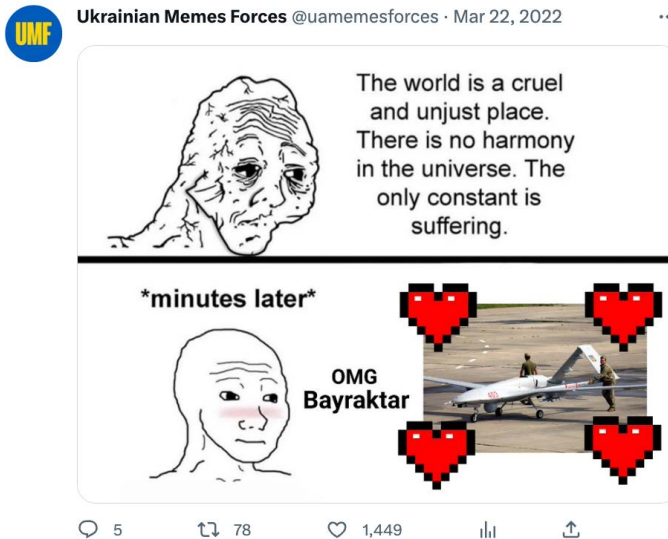 UMF
Ukrainian Memes Forces @uamemesforces · Mar 22, 2022
The world is a cruel
and unjust place.
There is no harmony
in the universe. The
only constant is
suffering.
*minutes later*
OMG
Bayraktar
5 78 1,449